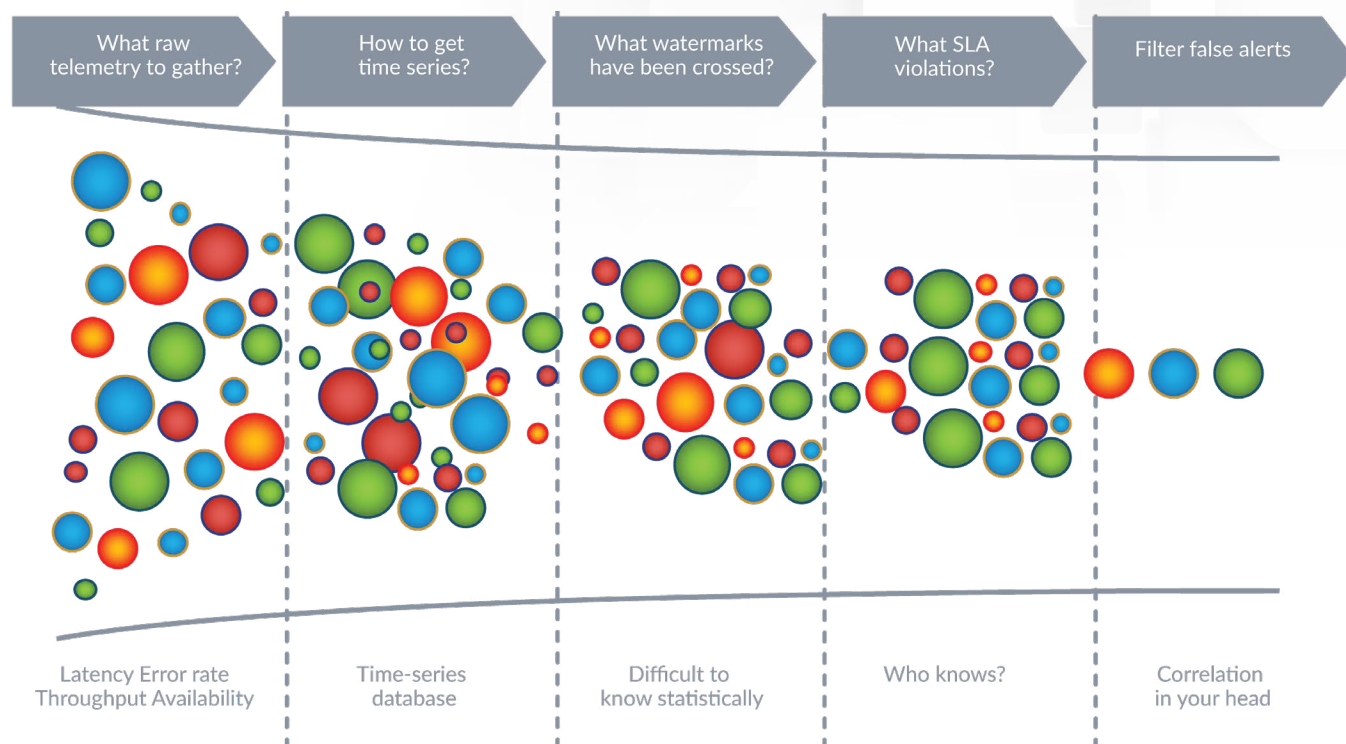 What raw
telemetry to gather?
How to get
time series?
What watermarks
have been crossed?
What SLA
violations?
Filter false alerts
Latency Error rate
Throughput Availability
Time-series
database
Difficult to
know statistically
Who knows?
Correlation
in your head